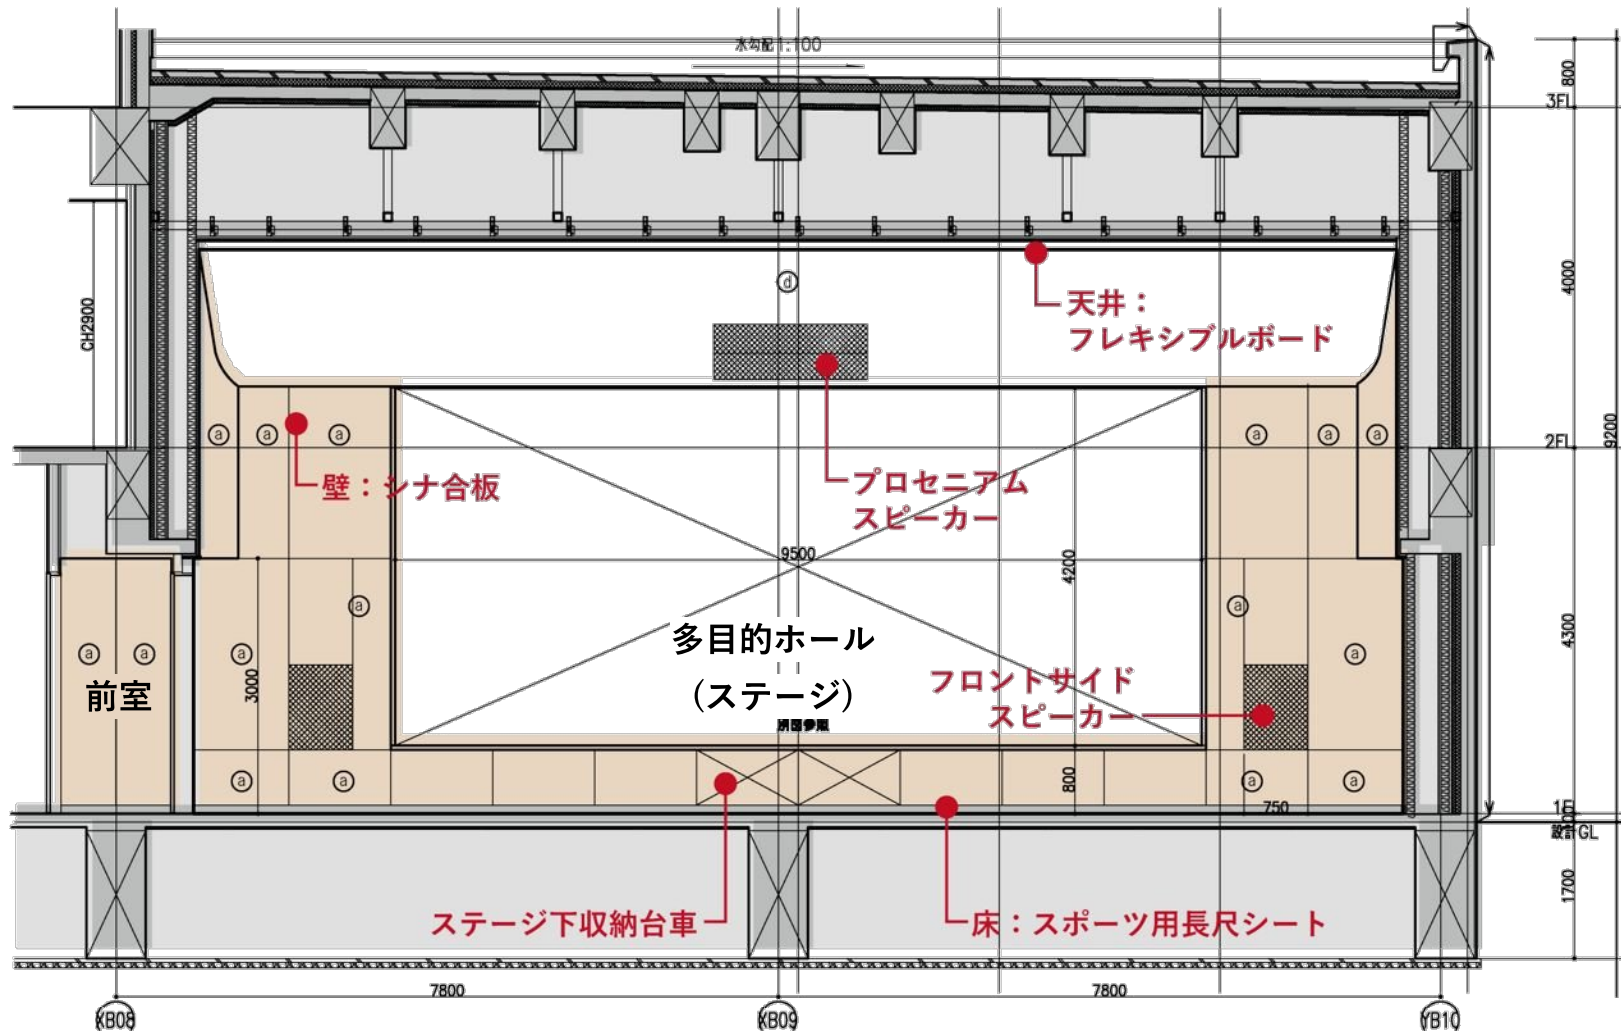 水勾配 1:100
800
3FL
CH2900
ⓓ
天井：
フレキシブルボード
4000
ⓐ ⓐ ⓐ
ⓐ ⓐ ⓐ
2FL
9200
壁：シナ合板
プロセニアム
スピーカー
9500
4200
ⓐ
ⓐ
多目的ホール
(ステージ)
4300
ⓐ ⓐ
前室
ⓐ
3000
フロントサイド
スピーカー
ⓐ
ⓐ ⓐ
800
ⓐ ⓐ
750
設計GL
1700
ステージ下収納台車
床：スポーツ用長尺シート
7800
7800
XB08
XB09
YB10